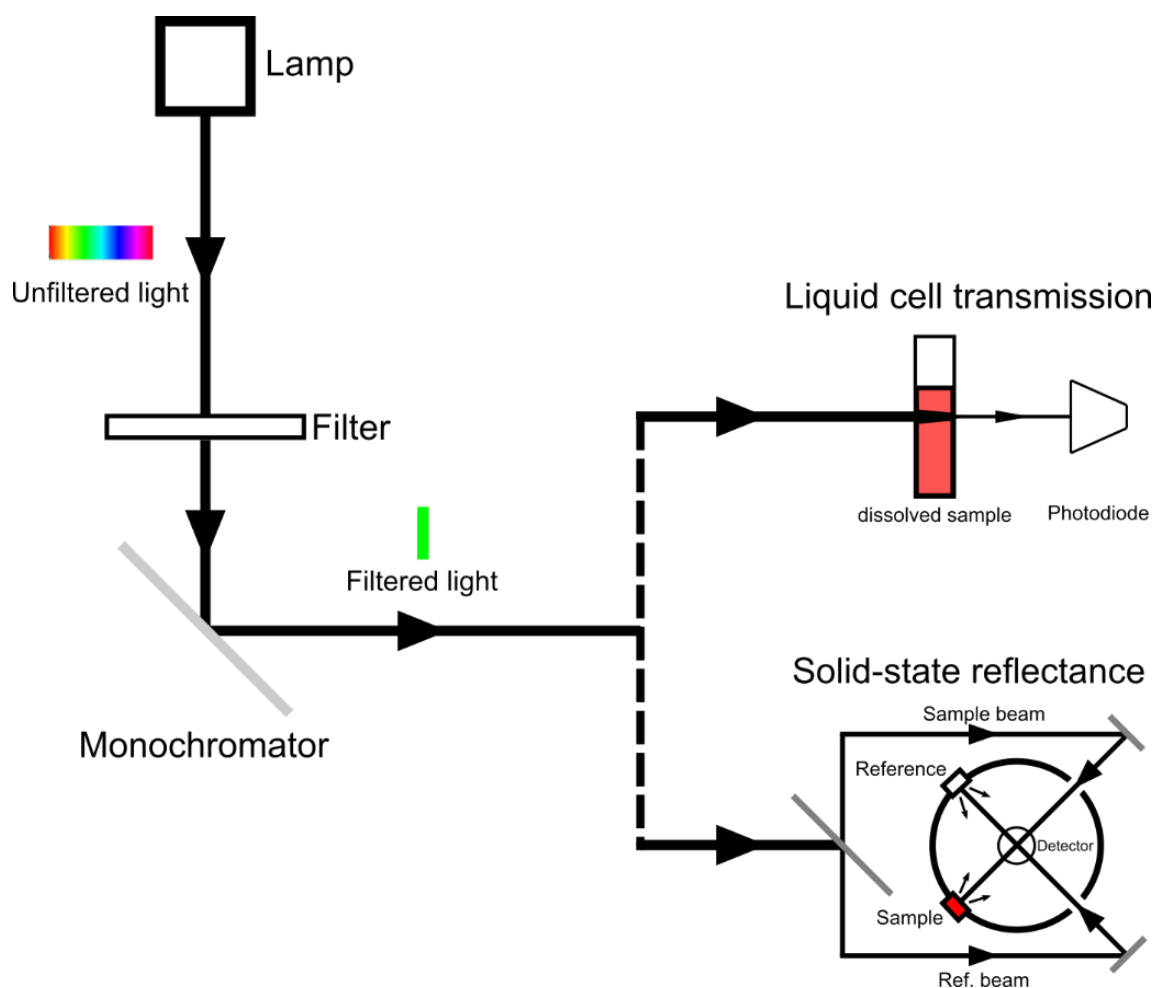 Lamp
Unfiltered light
Filter
Filtered light
Monochromator
Liquid cell transmission
dissolved sample
Photodiode
Solid-state reflectance
Sample beam
Reference
Detector
Sample
Ref. beam